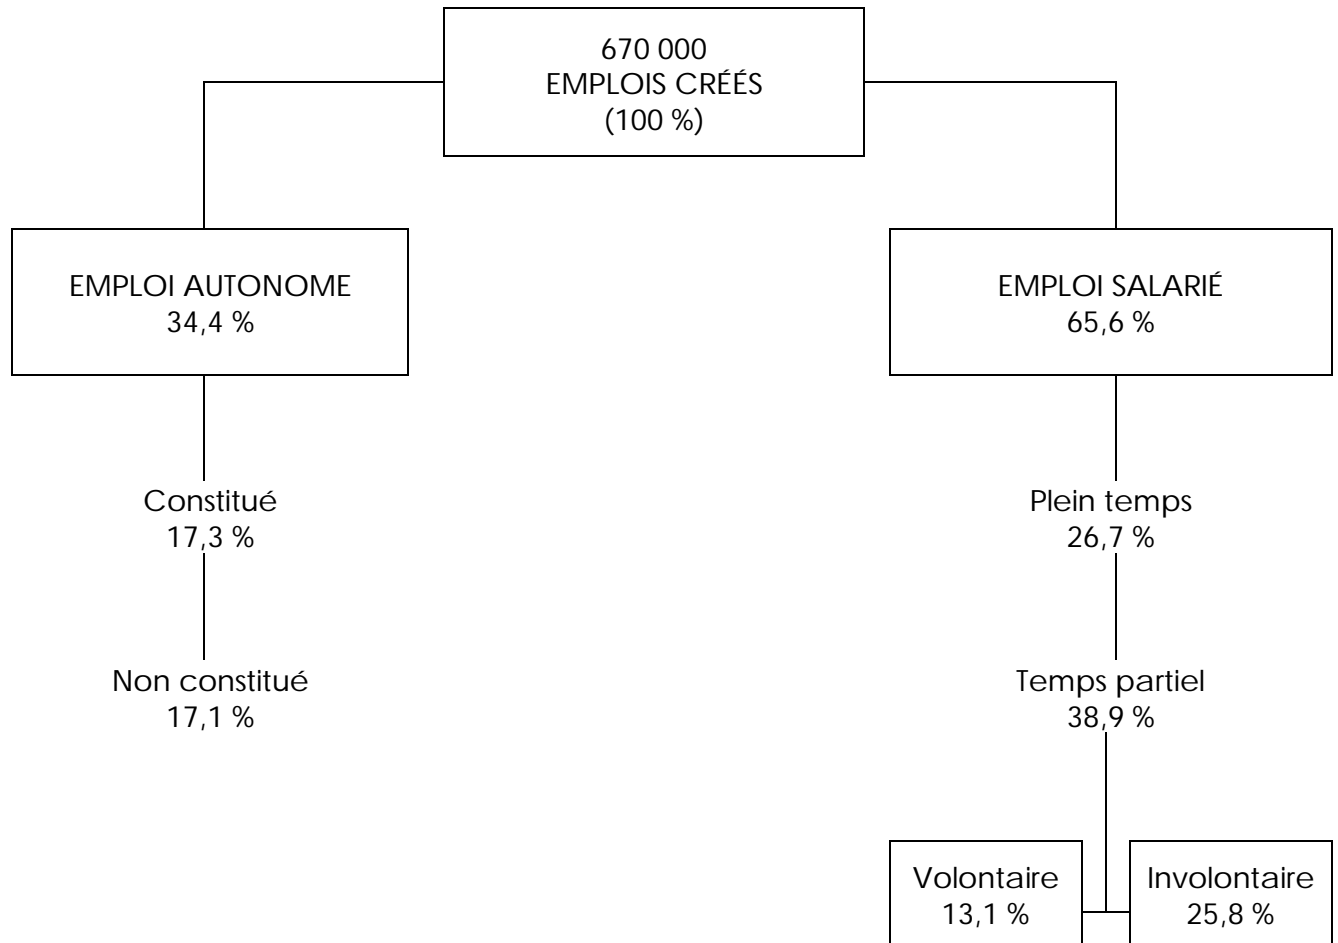 670 000
EMPLOIS CRÉÉS
(100 %)
EMPLOI AUTONOME
34,4 %
EMPLOI SALARIÉ
65,6 %
Constitué
17,3 %
Plein temps
26,7 %
Non constitué
17,1 %
Temps partiel
38,9 %
Volontaire
13,1 %
Involontaire
25,8 %